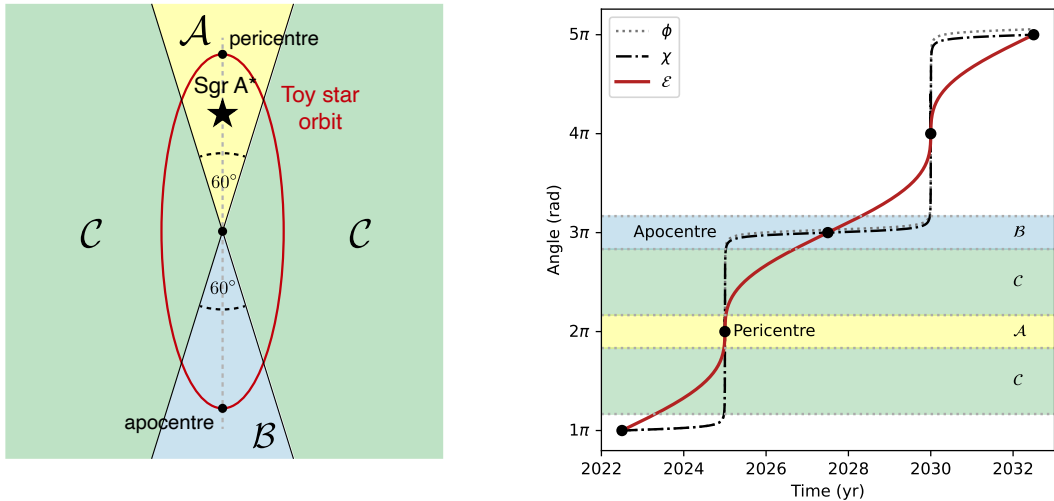 𝒜
pericentre
Sgr A*
Toy star
orbit
60°
𝒞
𝒞
60°
apocentre
ℬ
ϕ
χ
ℰ
5π
4π
3π
2π
1π
Angle (rad)
Apocentre
ℬ
𝒞
Pericentre
𝒜
𝒞
2022
2024
2026
2028
2030
2032
Time (yr)